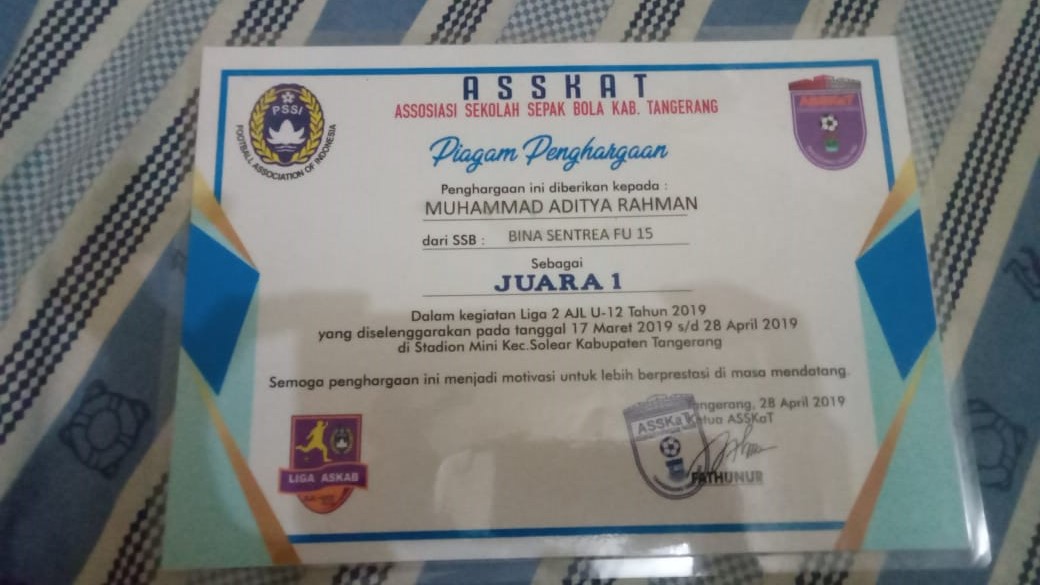 ASSKAT
ASSOSIASI SEKOLAH SEPAK BOLA KAB. TANGERANG
PSSI
FOOTBALL ASSOCIATION OF INDONESIA
ASSKaT
Piagam Penghargaan
Penghargaan ini diberikan kepada :
MUHAMMAD ADITYA RAHMAN
dari SSB : BINA SENTREA FU 15
Sebagai
JUARA 1
Dalam kegiatan Liga 2 AJL U-12 Tahun 2019
yang diselenggarakan pada tanggal 17 Maret 2019 s/d 28 April 2019
di Stadion Mini Kec.Solear Kabupaten Tangerang
Semoga penghargaan ini menjadi motivasi untuk lebih berprestasi di masa mendatang.
Tangerang, 28 April 2019
Ketua ASSKaT
ASSKaT
LIGA ASKAB
FATHUNUR